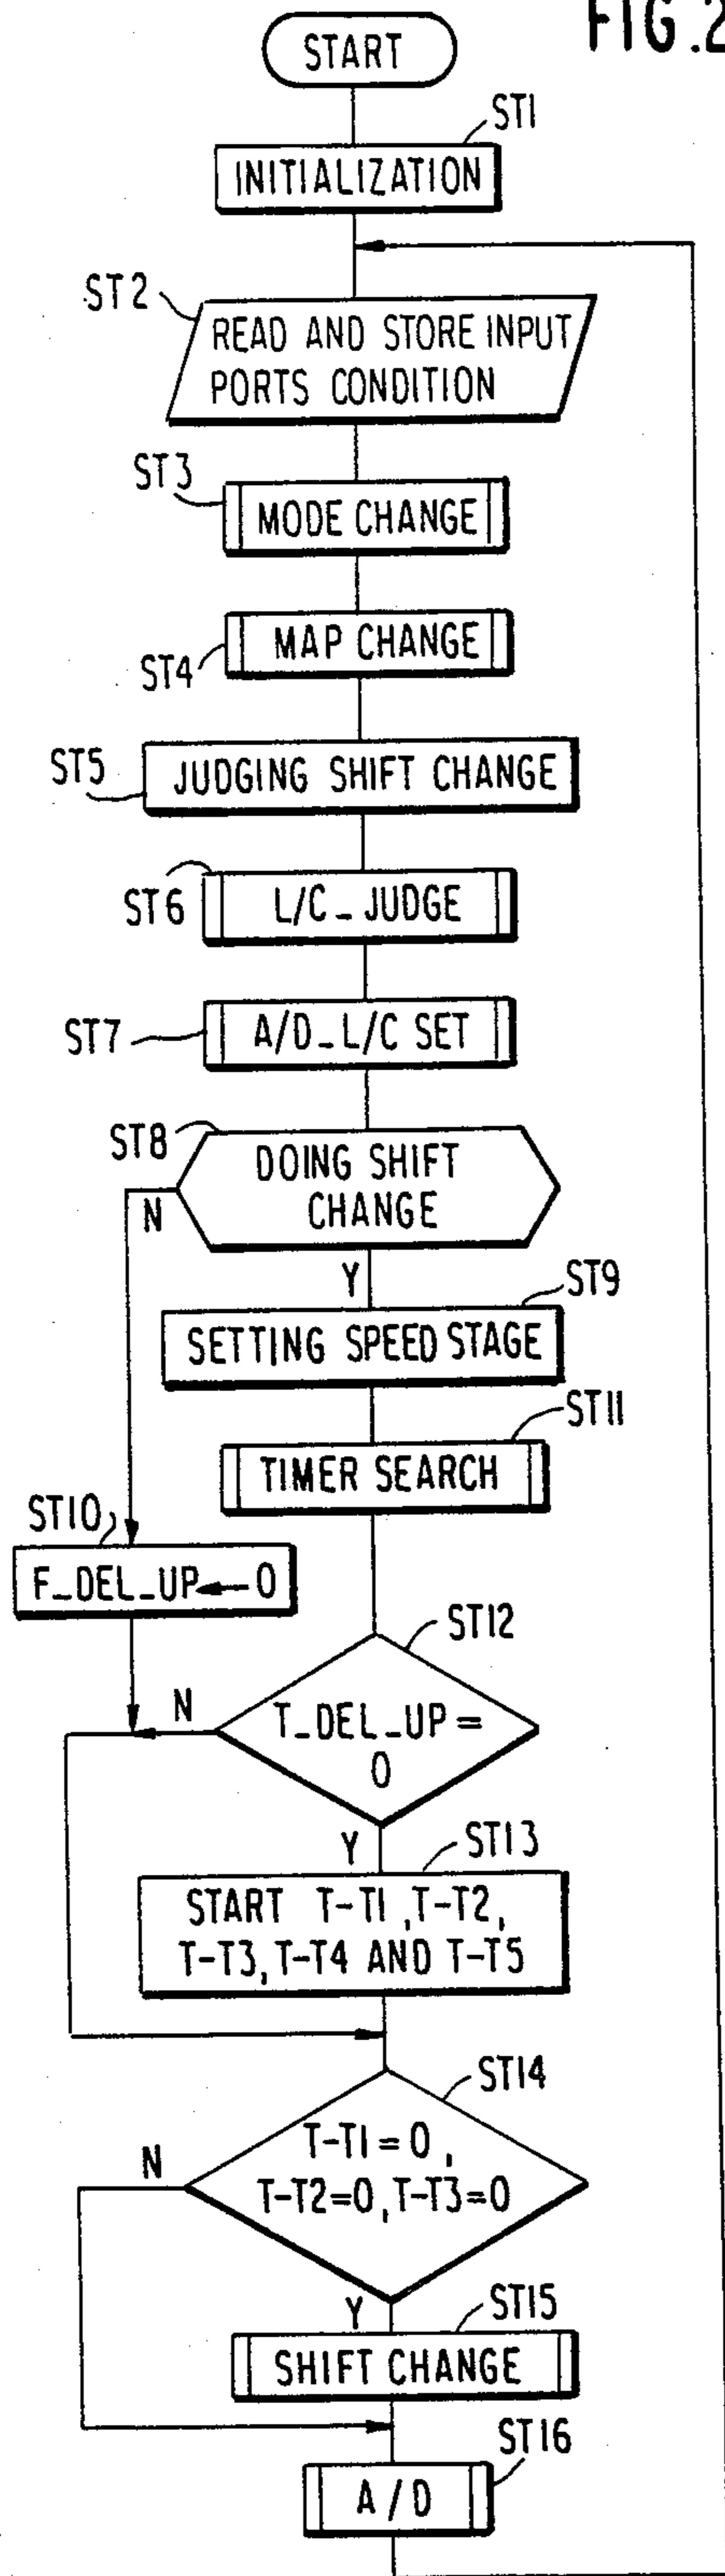 FIG.2
START
ST1
INITIALIZATION
ST2
READ AND STORE INPUT
PORTS CONDITION
ST3
MODE CHANGE
MAP CHANGE
ST4
ST5
JUDGING SHIFT CHANGE
ST6
L/C_JUDGE
ST7
A/D_L/C SET
ST8
DOING SHIFT
CHANGE
N
Y
ST9
SETTING SPEED STAGE
ST11
TIMER SEARCH
ST10
F_DEL_UP←0
ST12
N
T_DEL_UP=
0
Y
ST13
START T-T1,T-T2,
T-T3,T-T4 AND T-T5
ST14
N
T-T1=0,
T-T2=0,T-T3=0
Y
ST15
SHIFT CHANGE
ST16
A/D